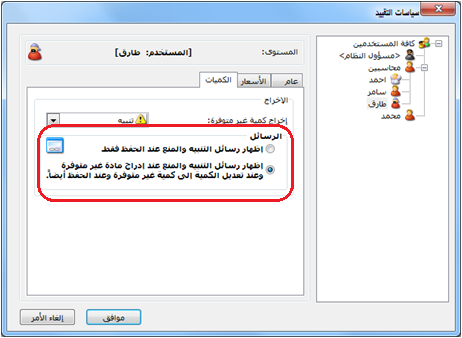 سياسات التقييد
كافة المستخدمين
<مسؤول النظام>
محاسبين
احمد
سامر
طارق
محمد
المستوى: [المستخدم: طارق]
عام
الأسعار
الكميات
الاخراج
إخراج كمية غير متوفرة: تنبيه
الرسائل
إظهار رسائل التنبيه والمنع عند الحفظ فقط
إظهار رسائل التنبيه والمنع عند إدراج مادة غير متوفرة
وعند تعديل الكمية إلى كمية غير متوفرة وعند الحفظ أيضاً.
موافق
إلغاء الأمر